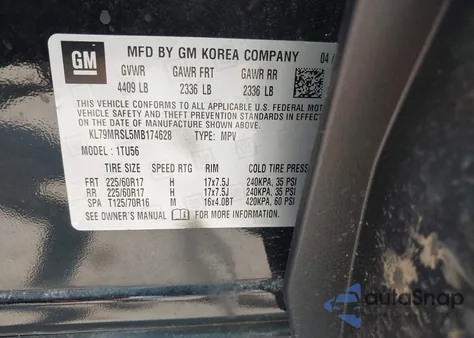 GM
MFD BY GM KOREA COMPANY 04 /
GVWR GAWR FRT GAWR RR
4409 LB 2336 LB 2336 LB
THIS VEHICLE CONFORMS TO ALL APPLICABLE U.S. FEDERAL
VEHICLE SAFETY, BUMPER, AND THEFT PREVENTION STANDARDS IN EFFECT
ON THE DATE OF MANUFACTURE SHOWN ABOVE.
KL79MRSL5MB174628 TYPE: MPV
MODEL: 1TU56
TIRE SIZE SPEED RTG RIM COLD TIRE
FRT 225/60R17 H 17x7.5J 240KPA, 35 PSI
RR 225/60R17 H 17x7.5J 240KPA, 35 PSI
SP T125/70R16 M 16x4.0BT 420KPA, 60 PSI
SEE OWNER'S MANUAL FOR MORE INFORMATION.
autoSnap